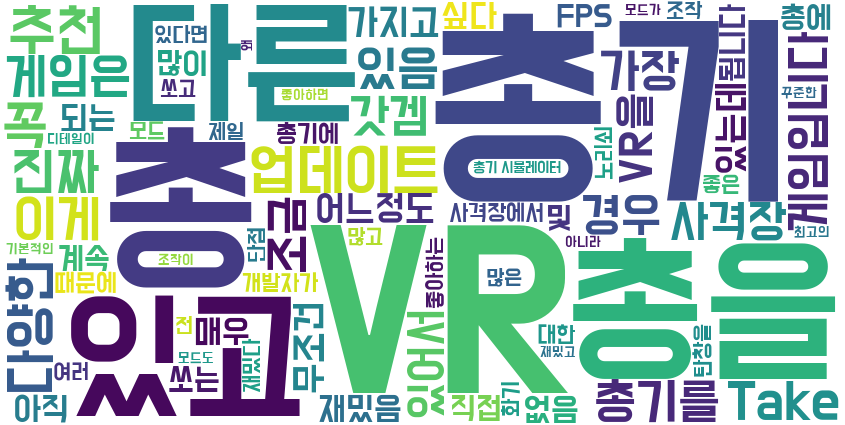 추천
다른
있다면
왜
가지고
싶다
FPS
모드가
조작
총에
게임은
많이
쓰고
있음
총기
가장
됩니다
꼭
되는
좋아하면
갓겜
을
있는데
꾸준한
게임입니다
디테일이
모드
제일
총기에
노리쇠
VR을
진짜
총
업데이트
총기 시뮬레이터
좋은
이게
조금
어느정도
사격장에서
및
경우
사격장
최고의
기본적인
계속
단점
많고
VR
아니라
총을
다양한
때문에
조작이
개발자가
좋아하는
많은
있고
전
매우
무조건
있어서
대한
재밌고
탄창을
모드도
재밌다
여러
쏘는
아직
재밌음
직접
화기
없음
총기를
Take